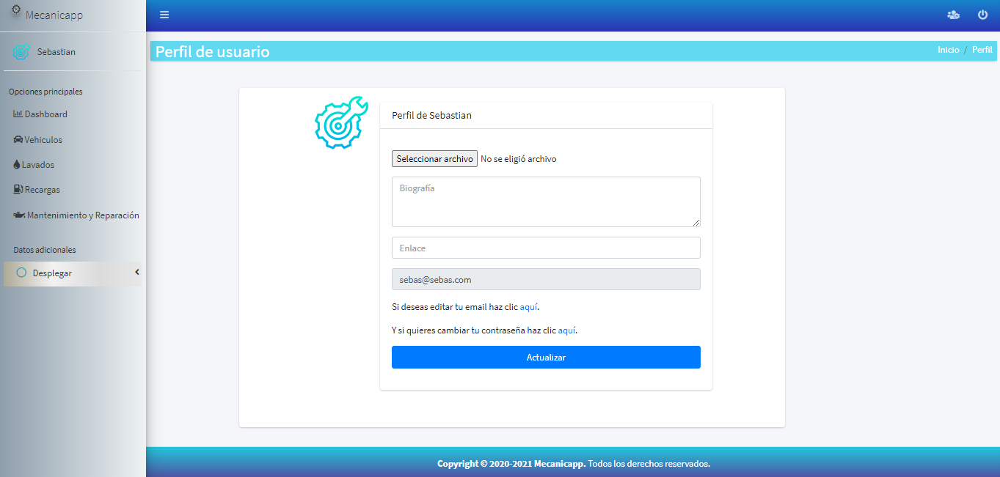 Mecanicapp
Sebastian
Opciones principales
Dashboard
Vehiculos
Lavados
Recargas
Mantenimiento y Reparación
Datos adicionales
Desplegar
Perfil de usuario
Inicio / Perfil
Perfil de Sebastian
Seleccionar archivo No se eligió archivo
Biografía
Enlace
sebas@sebas.com
Si deseas editar tu email haz clic aquí.
Y si quieres cambiar tu contraseña haz clic aquí.
Actualizar
Copyright © 2020-2021 Mecanicapp. Todos los derechos reservados.